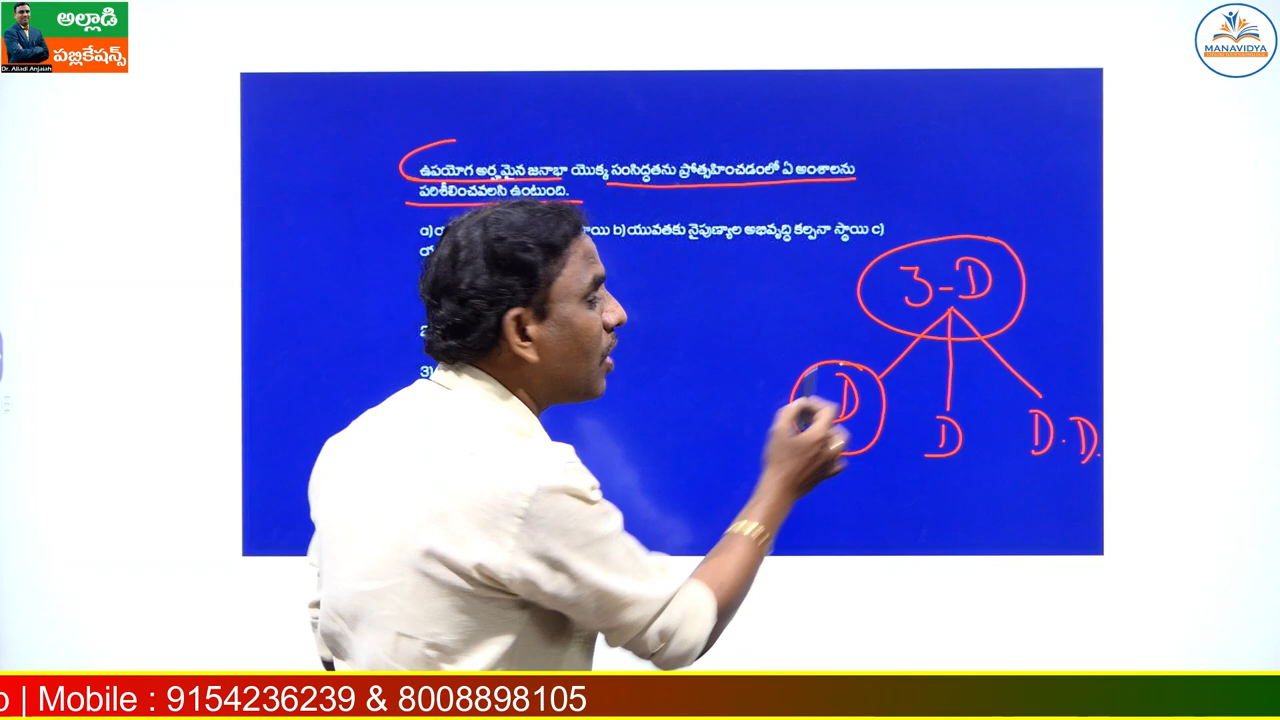 అల్లాడి
పబ్లికేషన్స్
Dr. Alladi Anjaiah
MANAVIDYA
ఉపయోగ అర్హమైన జనాభా యొక్క సంసిద్ధతను ప్రోత్సహించడంలో ఏ అంశాలను
పరిశీలించవలసి ఉంటుంది.
a) b) యువతకు నైపుణ్యాల అభివృద్ధి కల్పనా స్థాయి c)
3-D
3)
D
D
D.D.
| Mobile : 9154236239 & 8008898105